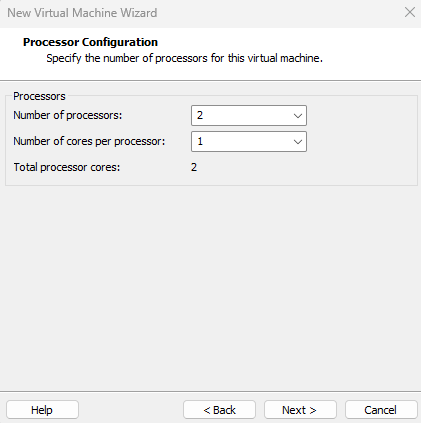 New Virtual Machine Wizard
Processor Configuration
Specify the number of processors for this virtual machine.
Processors
Number of processors: 2
Number of cores per processor: 1
Total processor cores: 2
Help < Back Next > Cancel